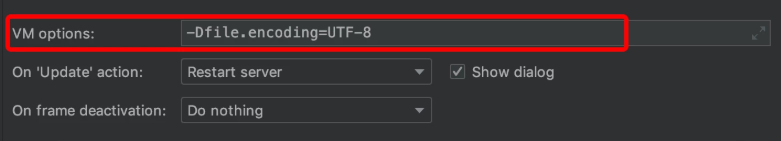 VM options: -Dfile.encoding=UTF-8
On 'Update' action: Restart server Show dialog
On frame deactivation: Do nothing